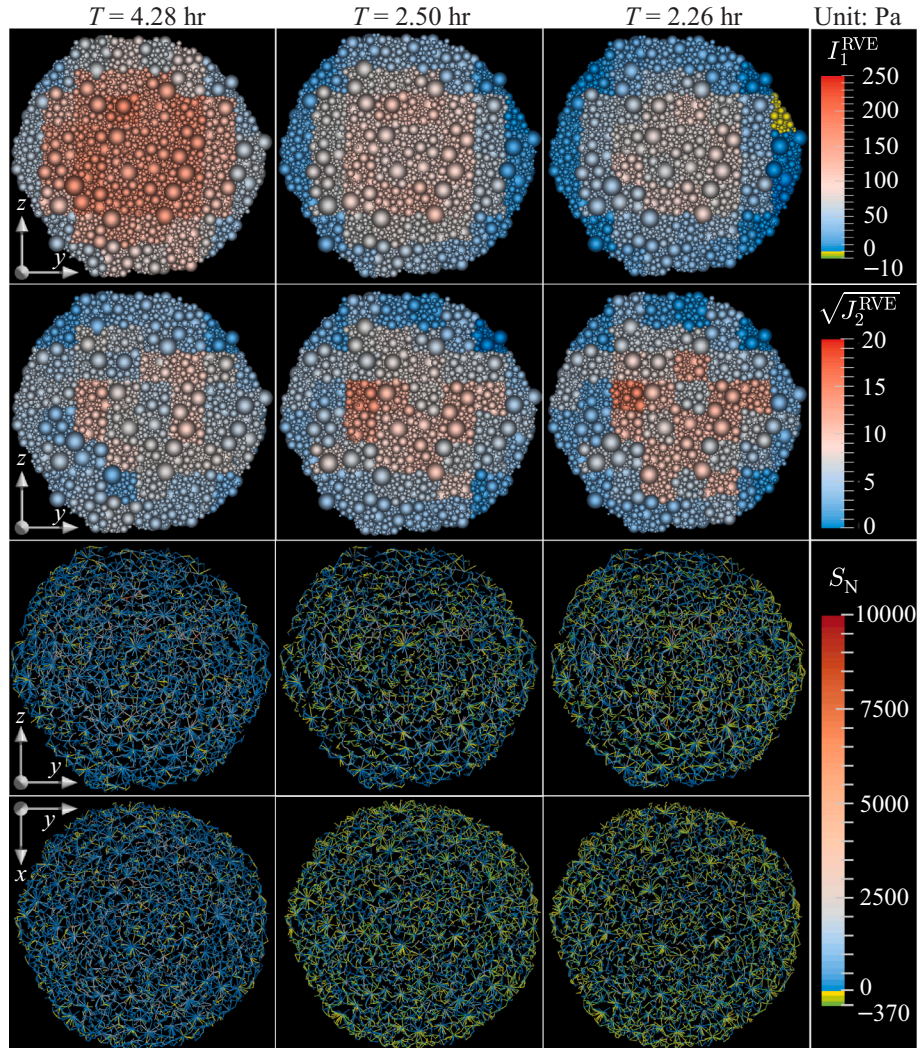 T = 4.28 hr T = 2.50 hr T = 2.26 hr Unit: Pa
I₁ᴿⱽᴱ
250
200
150
100
50
0
−10
z
y
√J₂ᴿⱽᴱ
20
15
10
5
0
z
y
S_N
10000
7500
5000
2500
0
−370
z
y
y
x